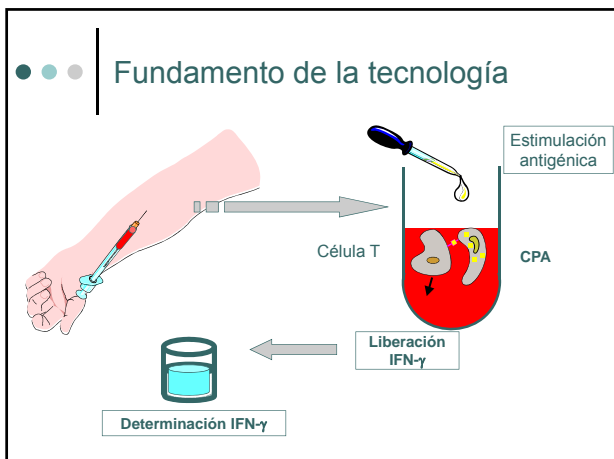 Fundamento de la tecnología
Estimulación
antigénica
Célula T
CPA
Liberación
IFN-γ
Determinación IFN-γ